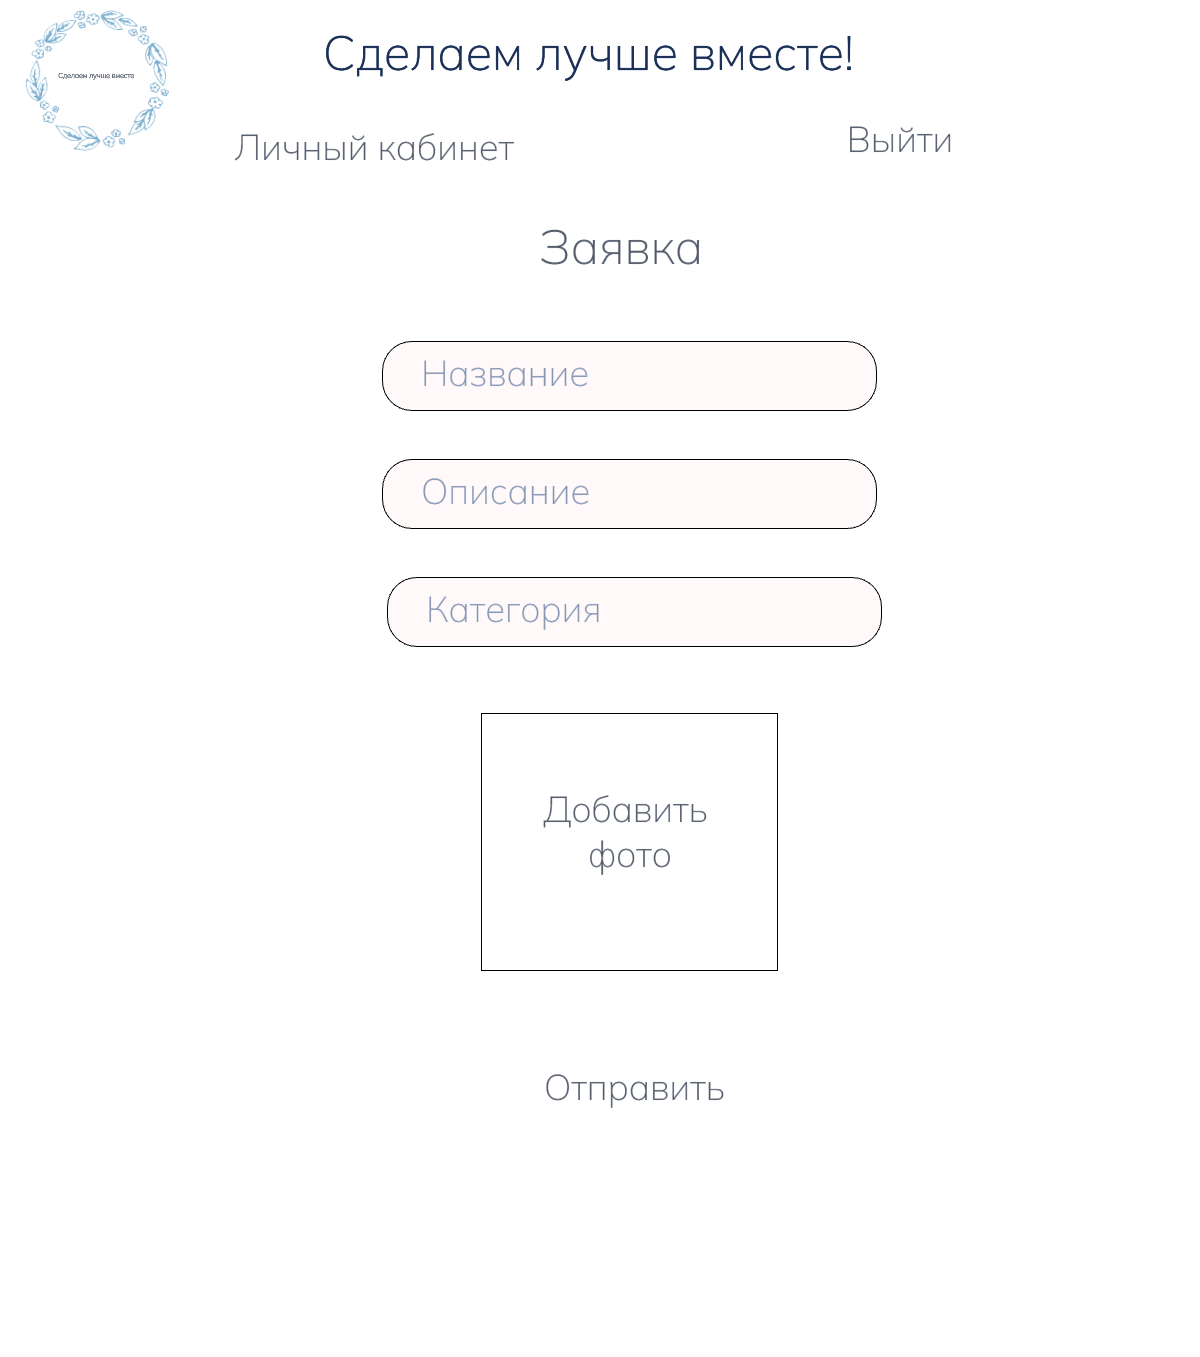 Сделаем лучше вместе!
Сделаем лучше вместе
Личный кабинет
Выйти
Заявка
Название
Описание
Категория
Добавить
фото
Отправить